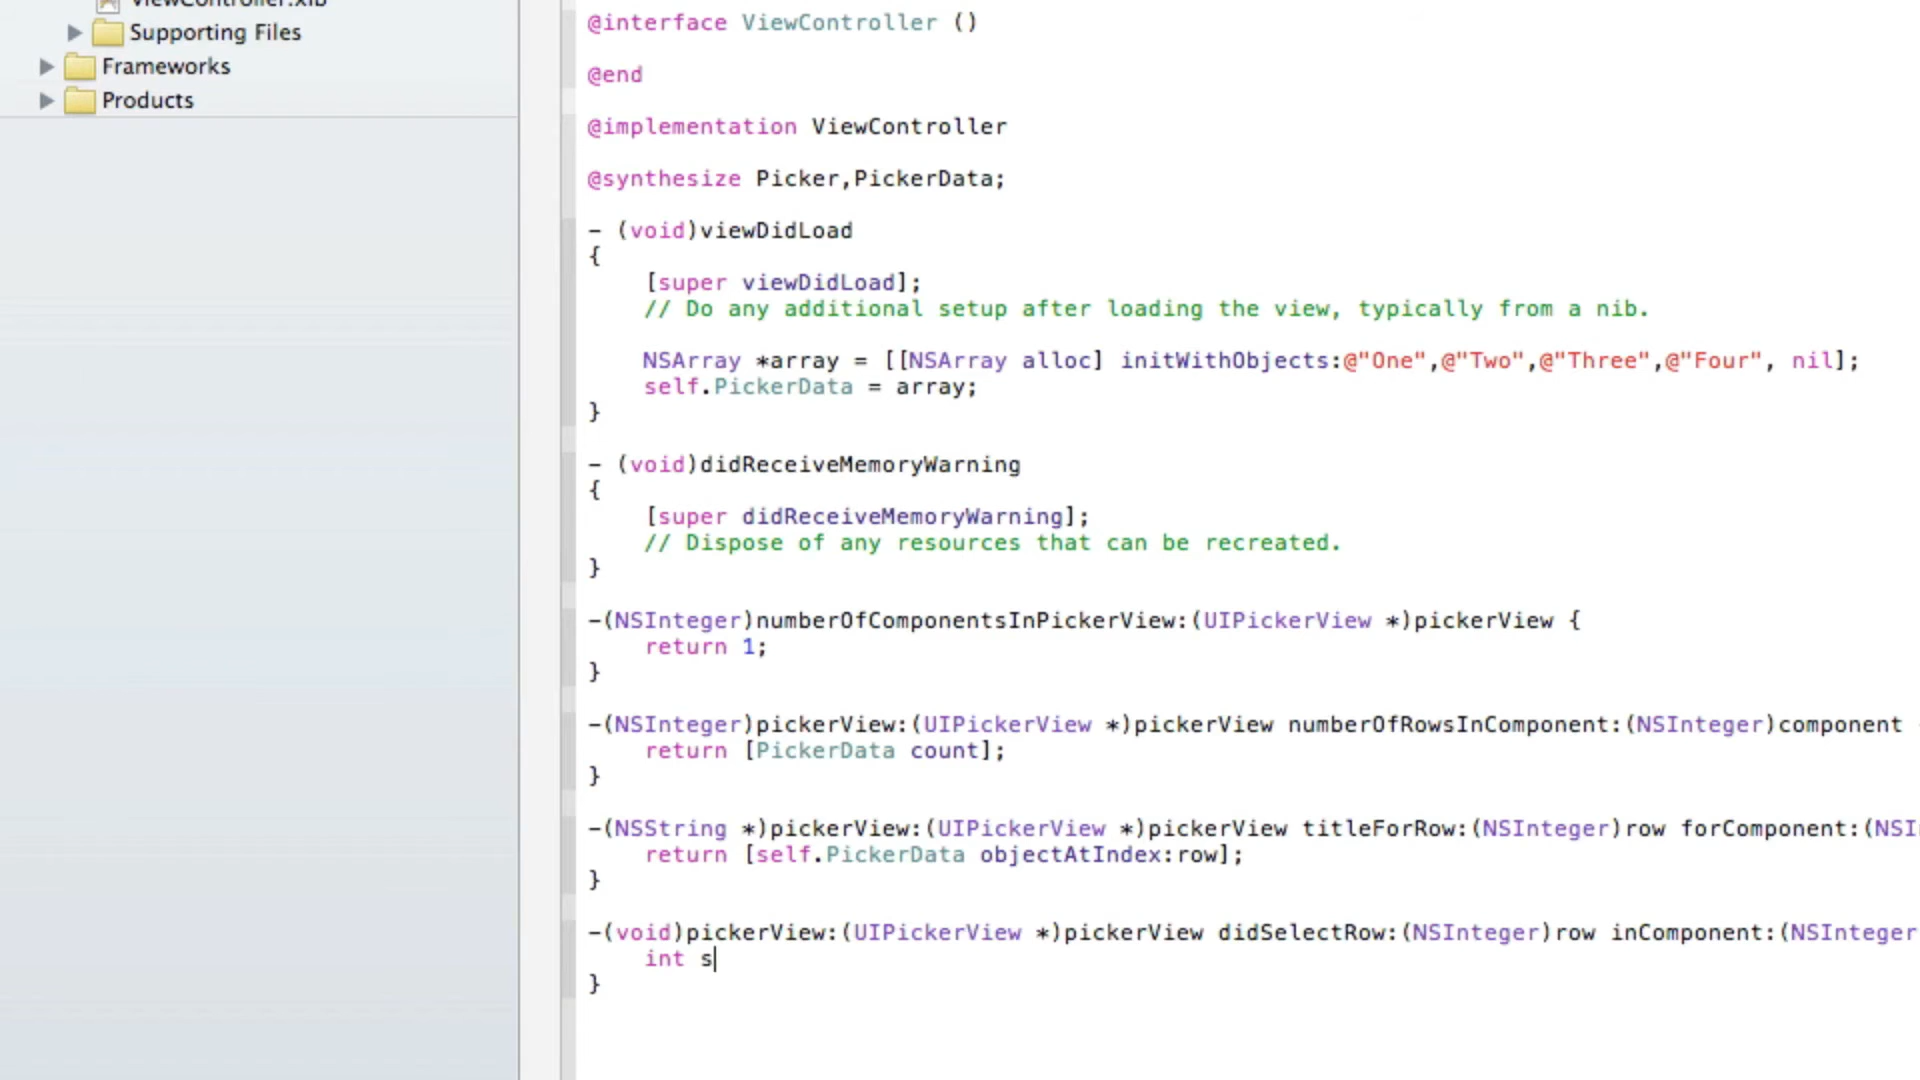 ViewController.xib
Supporting Files
Frameworks
Products
@interface ViewController ()
@end
@implementation ViewController
@synthesize Picker,PickerData;
- (void)viewDidLoad
{
[super viewDidLoad];
// Do any additional setup after loading the view, typically from a nib.
NSArray *array = [[NSArray alloc] initWithObjects:@"One",@"Two",@"Three",@"Four", nil];
self.PickerData = array;
}
- (void)didReceiveMemoryWarning
{
[super didReceiveMemoryWarning];
// Dispose of any resources that can be recreated.
}
-(NSInteger)numberOfComponentsInPickerView:(UIPickerView *)pickerView {
return 1;
}
-(NSInteger)pickerView:(UIPickerView *)pickerView numberOfRowsInComponent:(NSInteger)component
return [PickerData count];
}
-(NSString *)pickerView:(UIPickerView *)pickerView titleForRow:(NSInteger)row forComponent:(NSI
return [self.PickerData objectAtIndex:row];
}
-(void)pickerView:(UIPickerView *)pickerView didSelectRow:(NSInteger)row inComponent:(NSInteger
int s
}